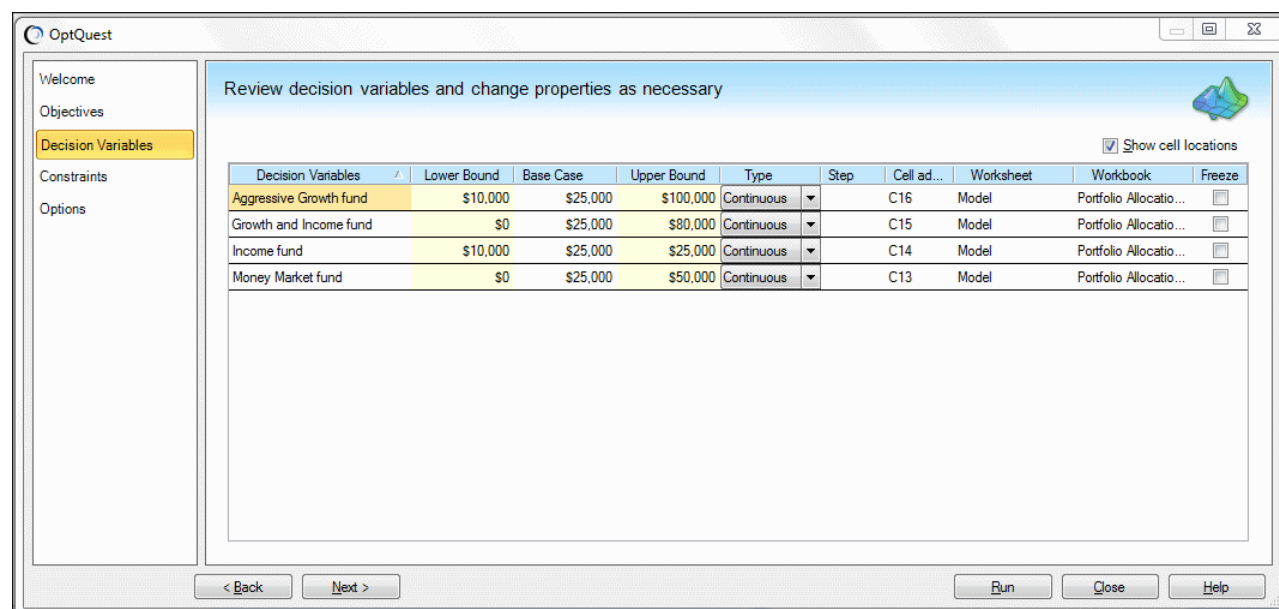 OptQuest
Welcome
Objectives
Decision Variables
Constraints
Options
Review decision variables and change properties as necessary
Show cell locations
Decision Variables Lower Bound Base Case Upper Bound Type Step Cell ad... Worksheet Workbook Freeze
Aggressive Growth fund $10,000 $25,000 $100,000 Continuous C16 Model Portfolio Allocatio...
Growth and Income fund $0 $25,000 $80,000 Continuous C15 Model Portfolio Allocatio...
Income fund $10,000 $25,000 $25,000 Continuous C14 Model Portfolio Allocatio...
Money Market fund $0 $25,000 $50,000 Continuous C13 Model Portfolio Allocatio...
< Back Next > Run Close Help